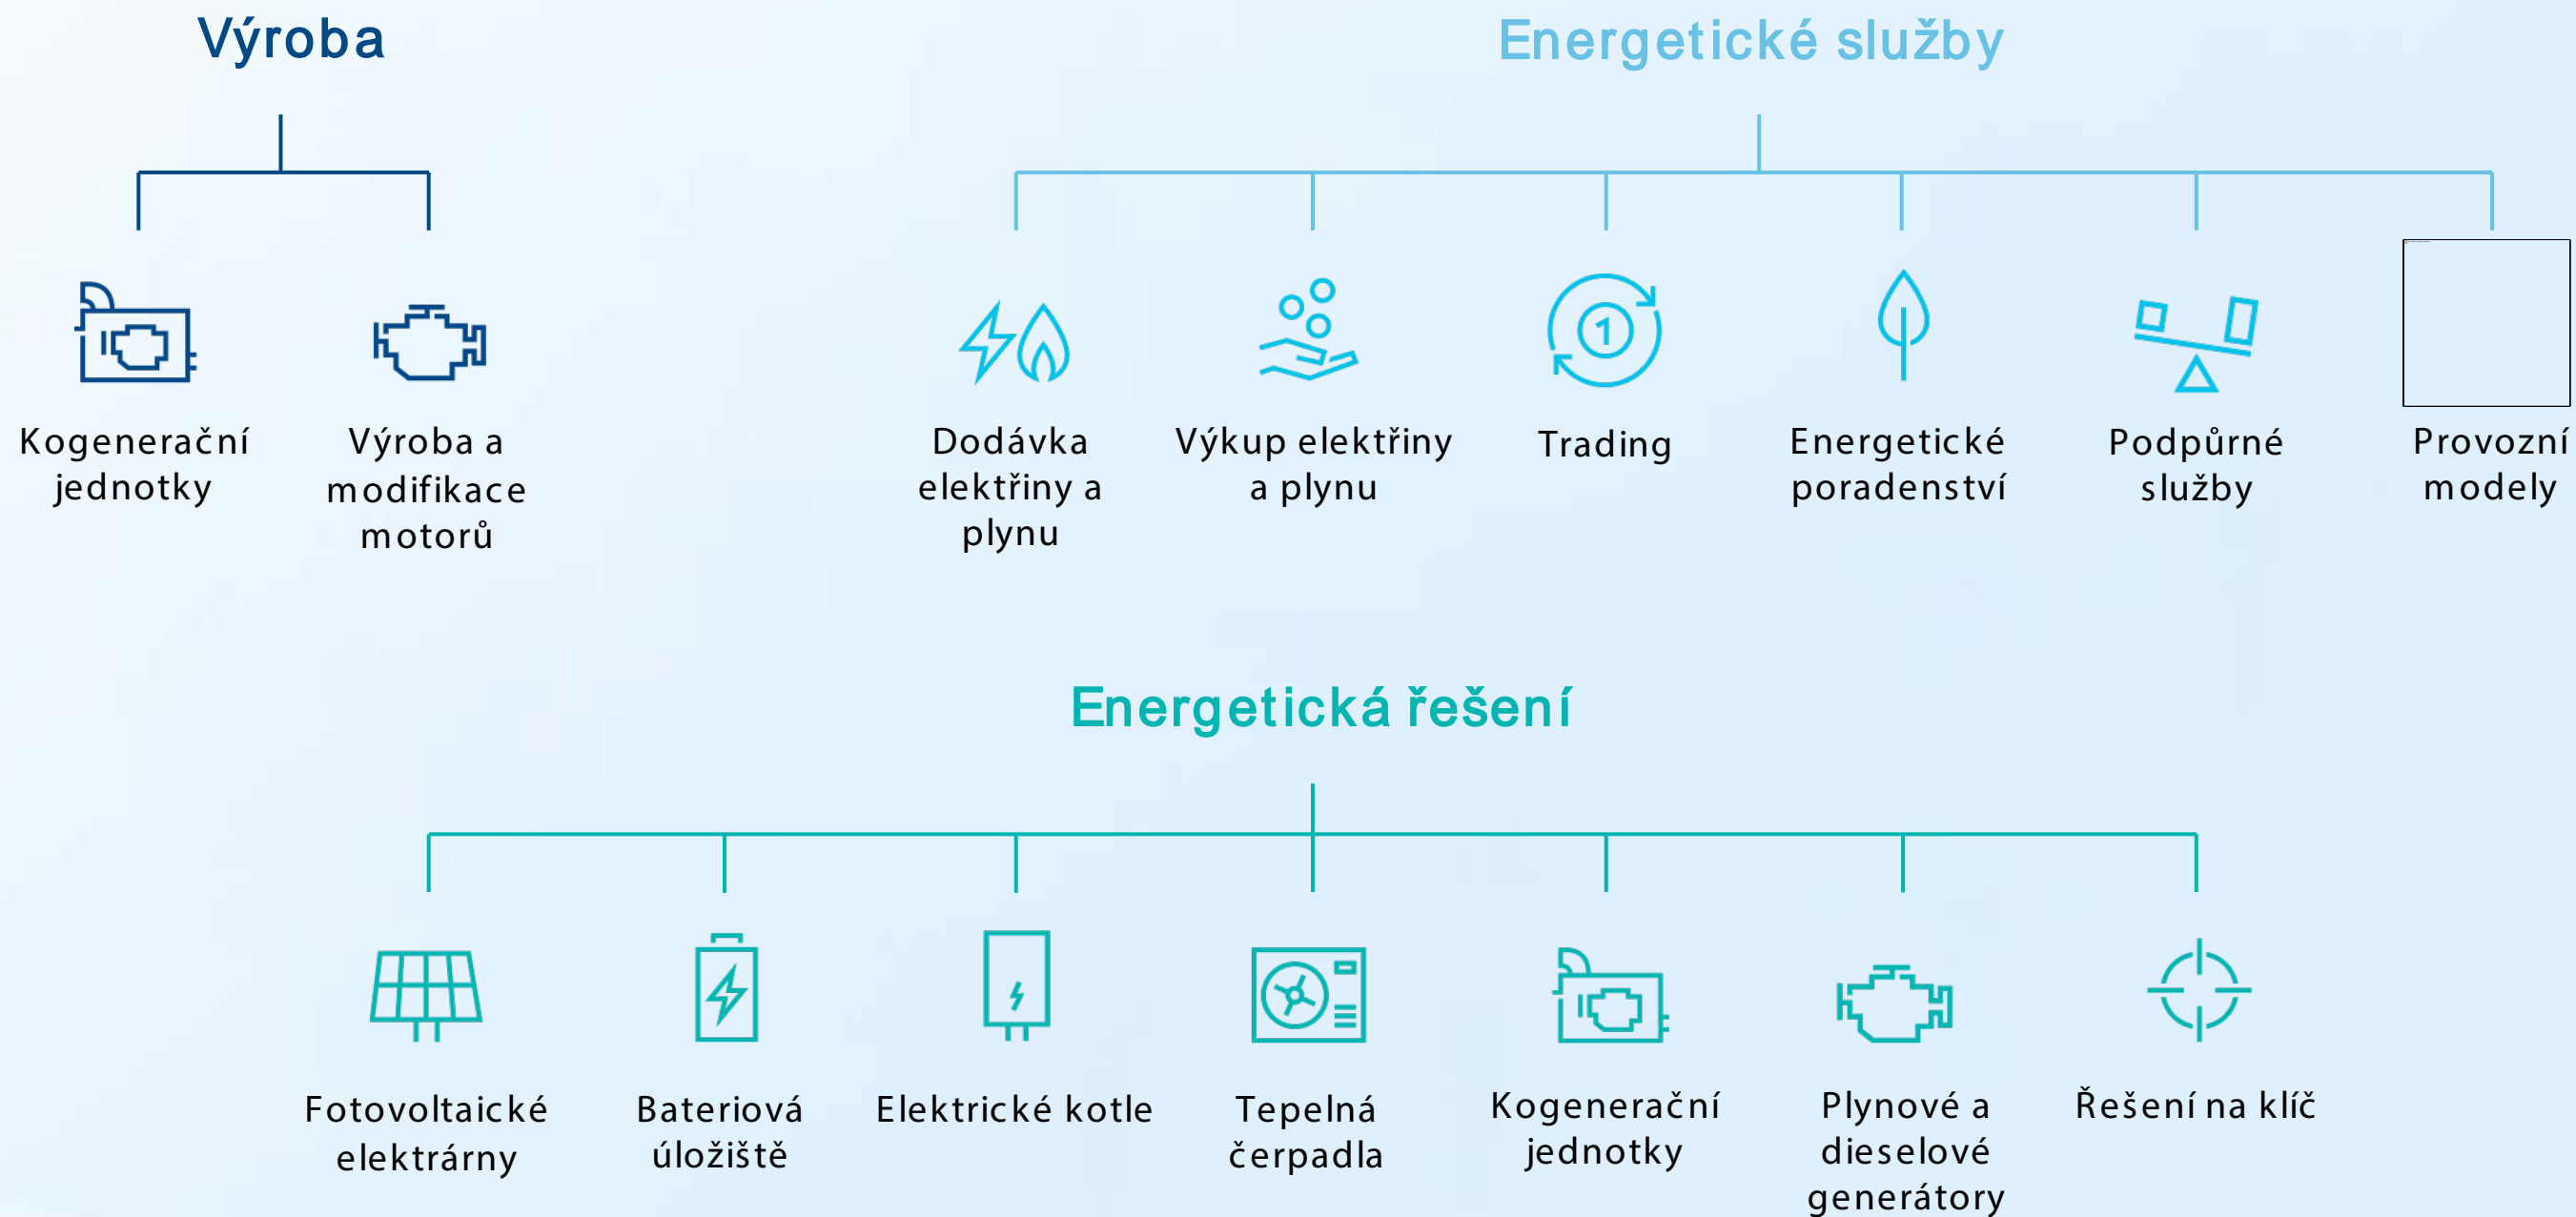 Výroba
Kogenerační
jednotky
Výroba a
modifikace
motorů
Energetické služby
Dodávka
elektřiny a
plynu
Výkup elektřiny
a plynu
1
Trading
Energetické
poradenství
Podpůrné
služby
Provozní
modely
Energetická řešení
Fotovoltaické
elektrárny
Bateriová
úložiště
Elektrické kotle
Tepelná
čerpadla
Kogenerační
jednotky
Plynové a
dieselové
generátory
Řešení na klíč